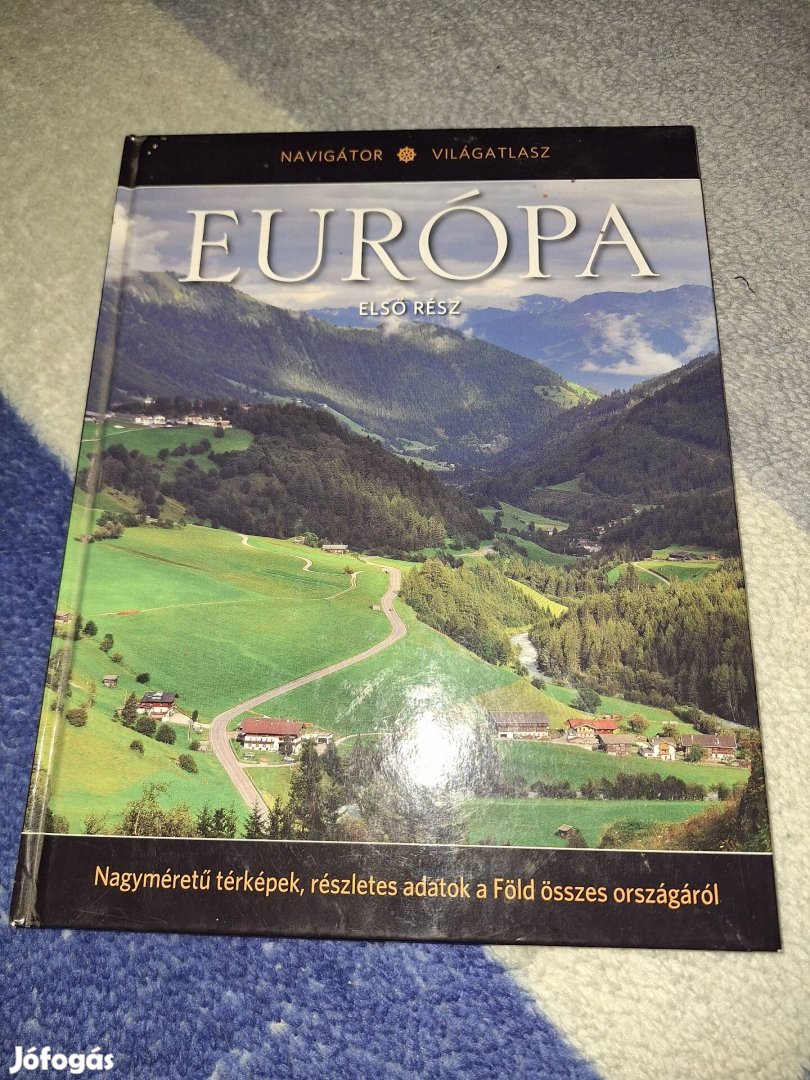 NAVIGÁTOR VILÁGATLASZ
EURÓPA
ELSŐ RÉSZ
Nagyméretű térképek, részletes adatok a Föld összes országáról
Jófogás